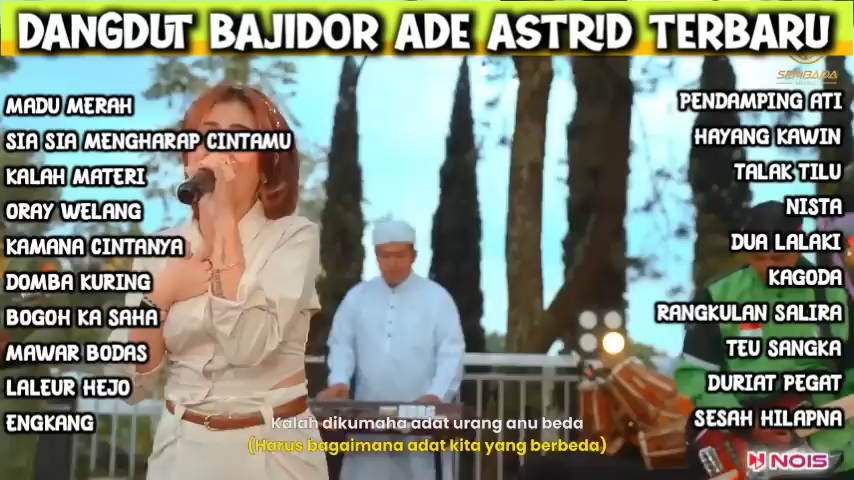 DANGDUT BAJIDOR ADE ASTRID TERBARU
SEMBADA
MADU MERAH
SIA SIA MENGHARAP CINTAMU
KALAH MATERI
ORAY WELANG
KAMANA CINTANYA
DOMBA KURING
BOGOH KA SAHA
MAWAR BODAS
LALEUR HEJO
ENGKANG
PENDAMPING ATI
HAYANG KAWIN
TALAK TILU
NISTA
DUA LALAKI
KAGODA
RANGKULAN SALIRA
TEU SANGKA
DURIAT PEGAT
SESAH HILAPNA
Kalah dikumaha adat urang anu beda
(Harus bagaimana adat kita yang berbeda)
NOIS